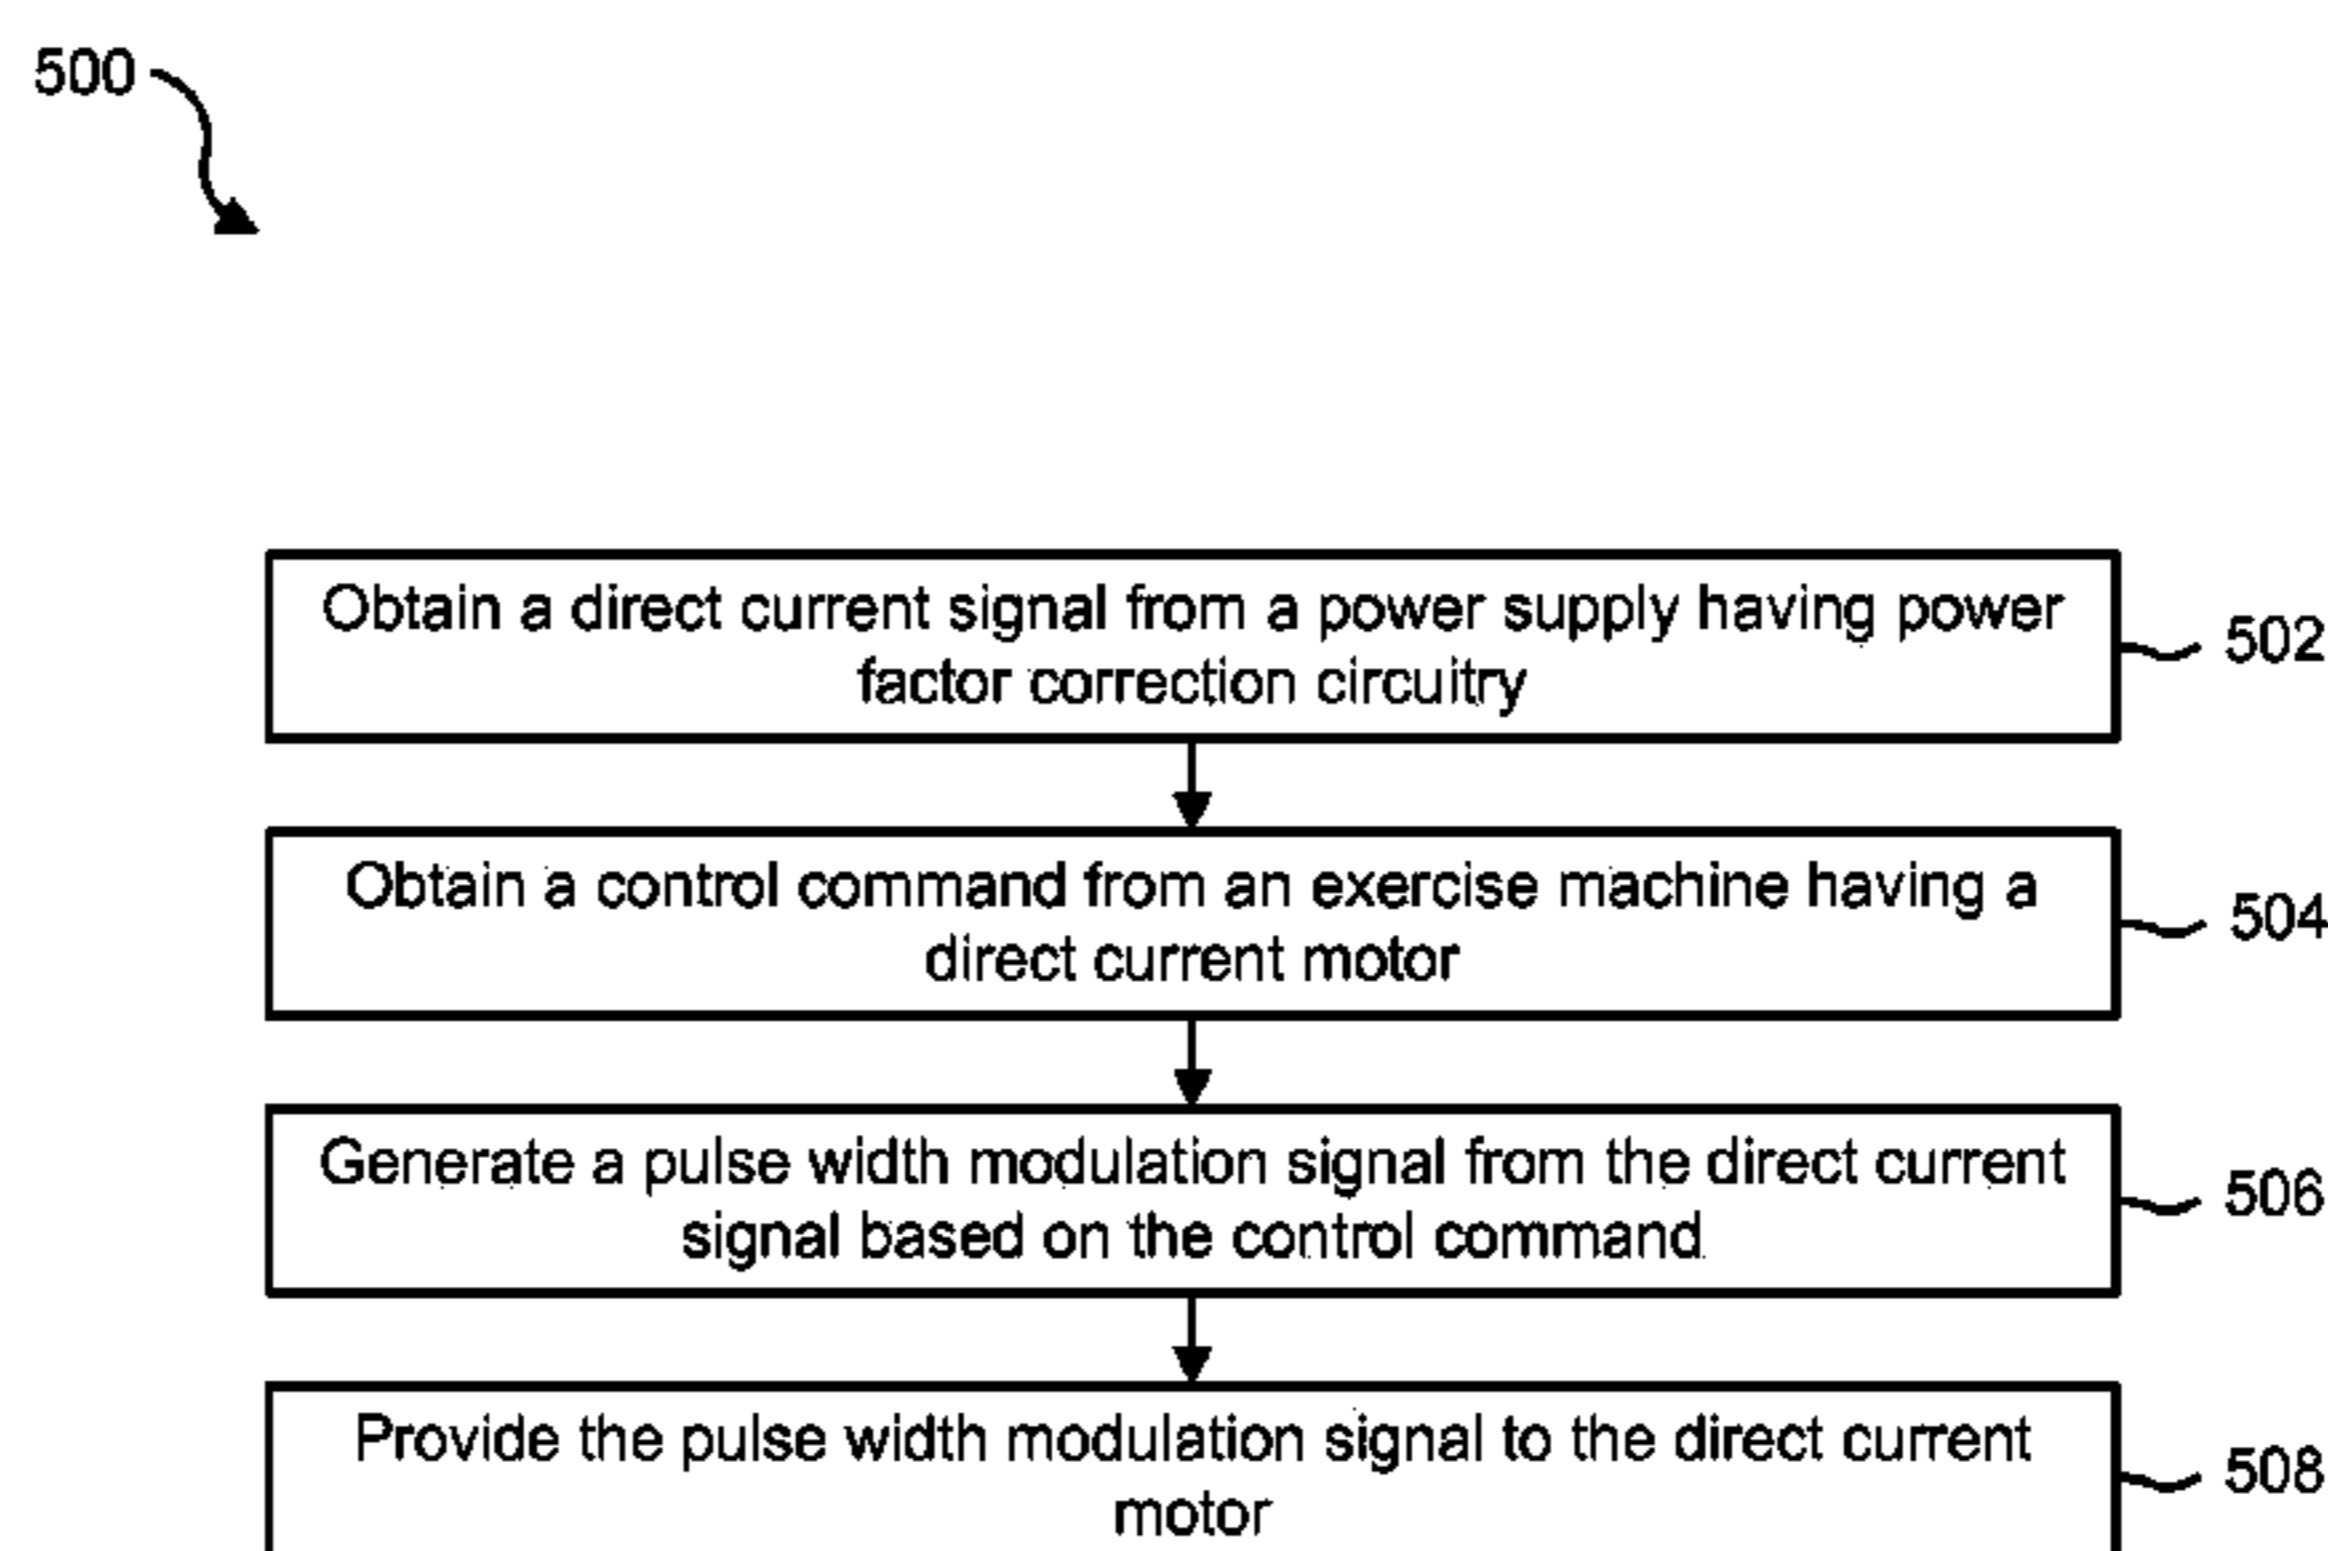 500
Obtain a direct current signal from a power supply having power
factor correction circuitry
502
Obtain a control command from an exercise machine having a
direct current motor
504
Generate a pulse width modulation signal from the direct current
signal based on the control command
506
Provide the pulse width modulation signal to the direct current
motor
508